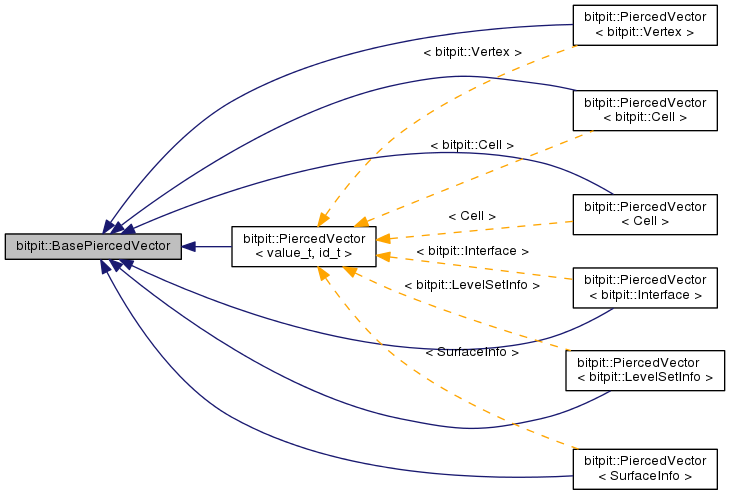 bitpit::PiercedVector
< bitpit::Vertex >
< bitpit::Vertex >
bitpit::PiercedVector
< bitpit::Cell >
< bitpit::Cell >
bitpit::PiercedVector
< Cell >
< Cell >
bitpit::BasePiercedVector
bitpit::PiercedVector
< value_t, id_t >
< bitpit::Interface >
bitpit::PiercedVector
< bitpit::Interface >
< bitpit::LevelSetInfo >
bitpit::PiercedVector
< bitpit::LevelSetInfo >
< SurfaceInfo >
bitpit::PiercedVector
< SurfaceInfo >